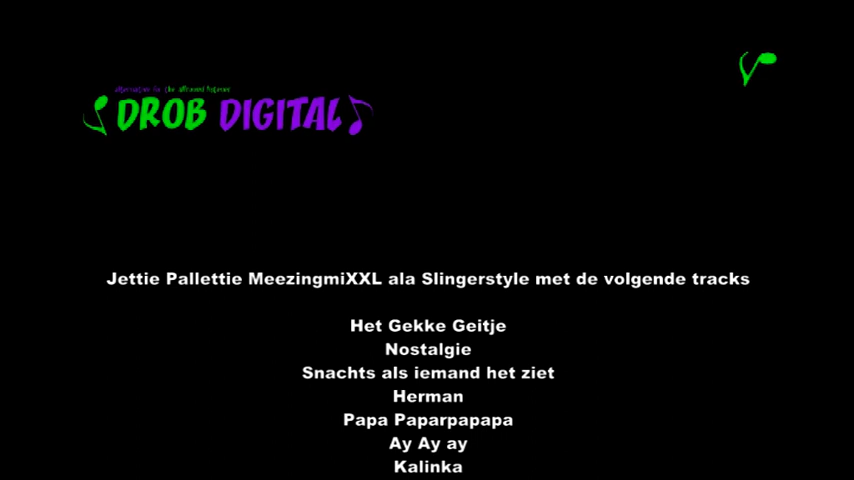 DROB DIGITAL
Jettie Pallettie MeezingmiXXL ala Slingerstyle met de volgende tracks
Het Gekke Geitje
Nostalgie
Snachts als iemand het ziet
Herman
Papa Paparpapapa
Ay Ay ay
Kalinka